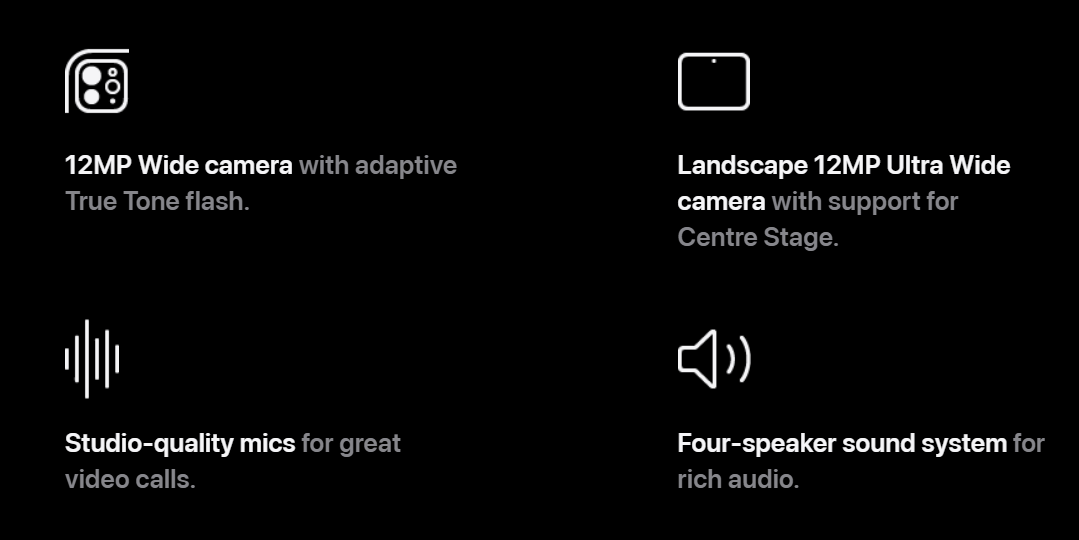 12MP Wide camera with adaptive
True Tone flash.
Landscape 12MP Ultra Wide
camera with support for
Centre Stage.
Studio-quality mics for great
video calls.
Four-speaker sound system for
rich audio.